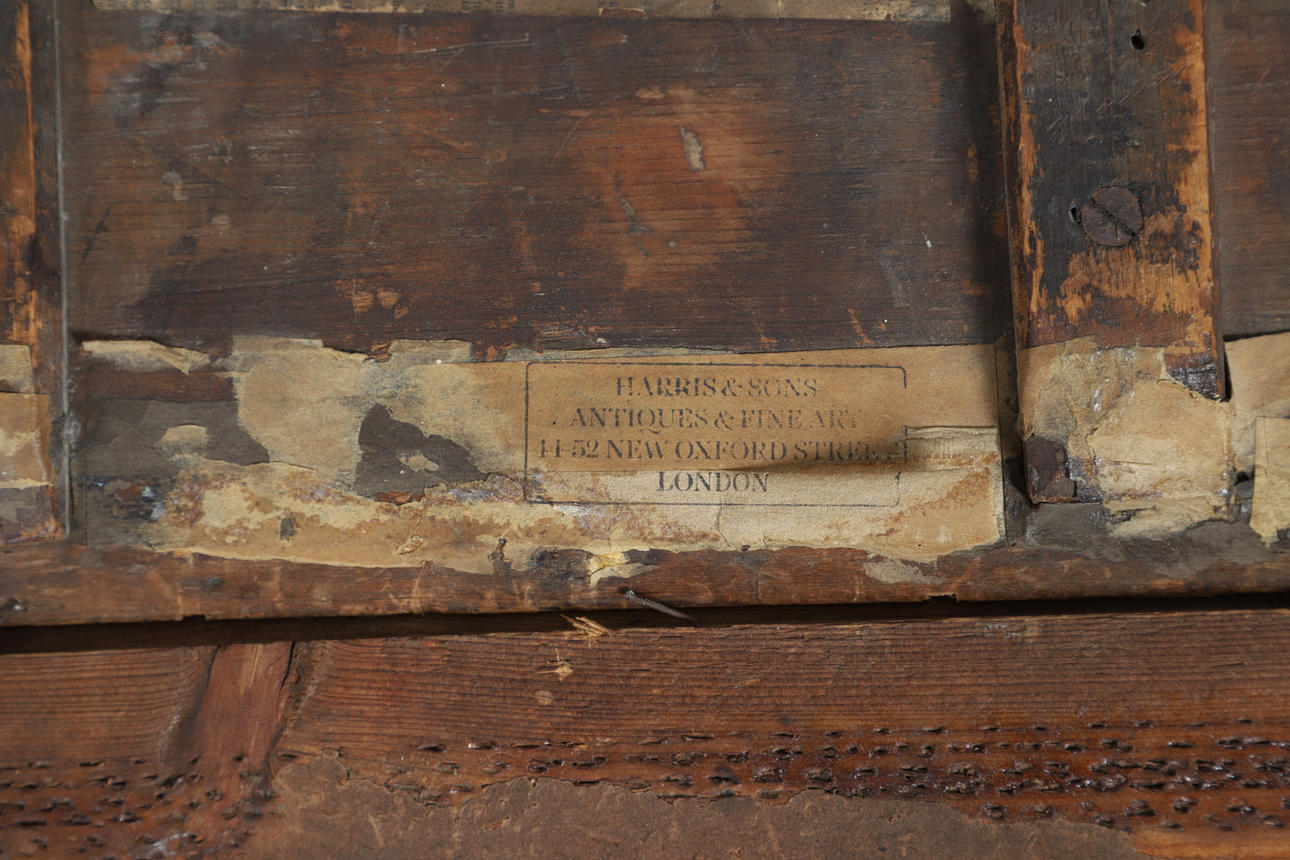 HARRIS & SONS
ANTIQUES & FINE ART
44-52 NEW OXFORD STREET
LONDON